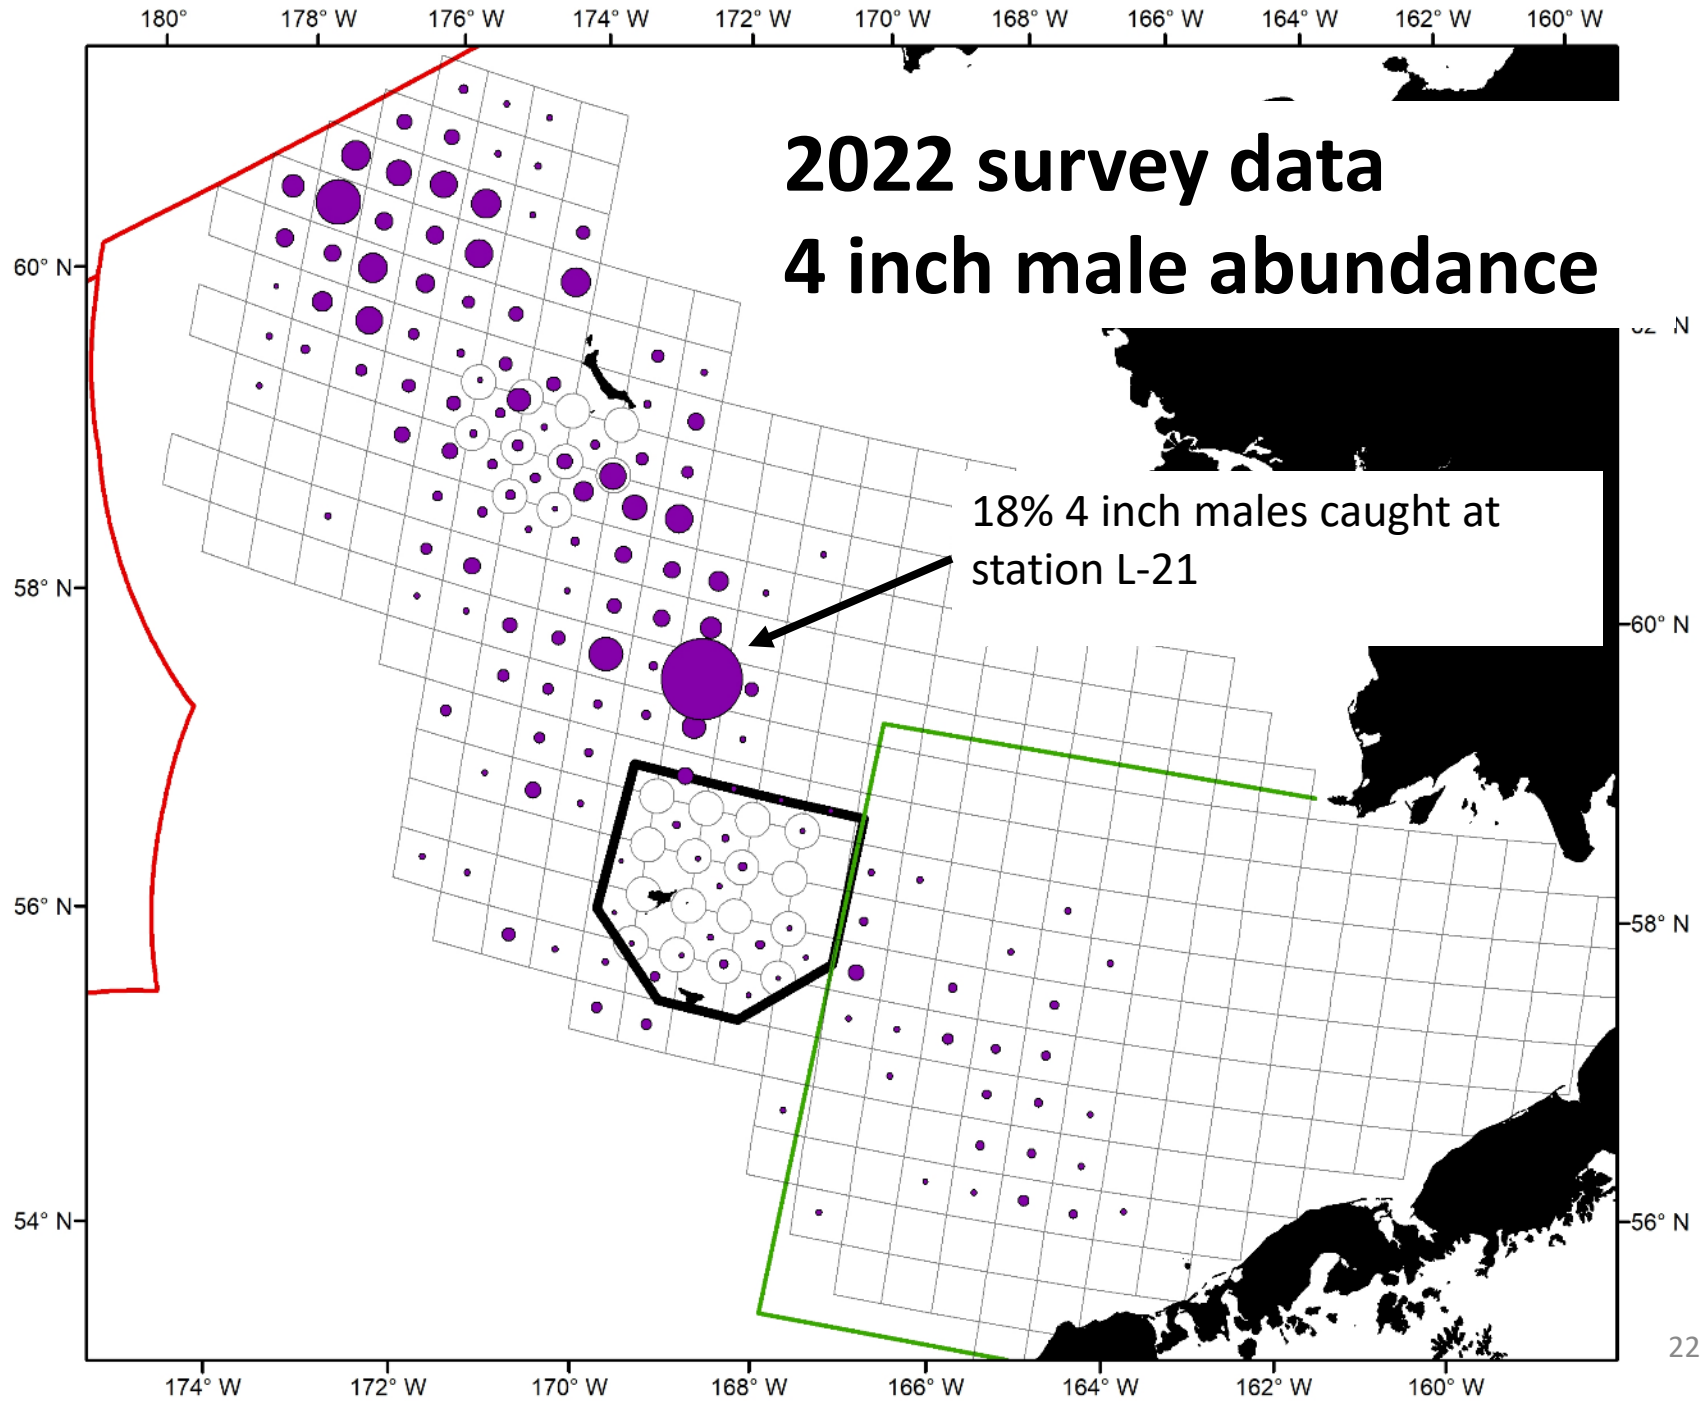 180° 178° W 176° W 174° W 172° W 170° W 168° W 166° W 164° W 162° W 160° W
2022 survey data
4 inch male abundance
60° N
N
18% 4 inch males caught at
station L-21
58° N
60° N
56° N
58° N
54° N
56° N
22
174° W 172° W 170° W 168° W 166° W 164° W 162° W 160° W